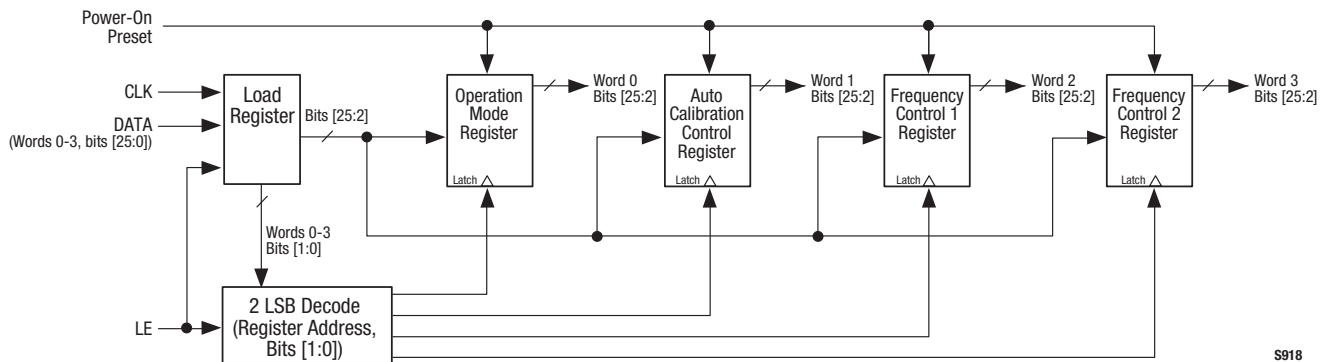 Power-On
Preset
CLK
DATA
(Words 0-3, bits [25:0])
Load
Register
Bits [25:2]
Operation
Mode
Register
Latch
Word 0
Bits [25:2]
Auto
Calibration
Control
Register
Latch
Word 1
Bits [25:2]
Frequency
Control 1
Register
Latch
Word 2
Bits [25:2]
Frequency
Control 2
Register
Latch
Word 3
Bits [25:2]
Words 0-3
Bits [1:0]
LE
2 LSB Decode
(Register Address,
Bits [1:0])
S918